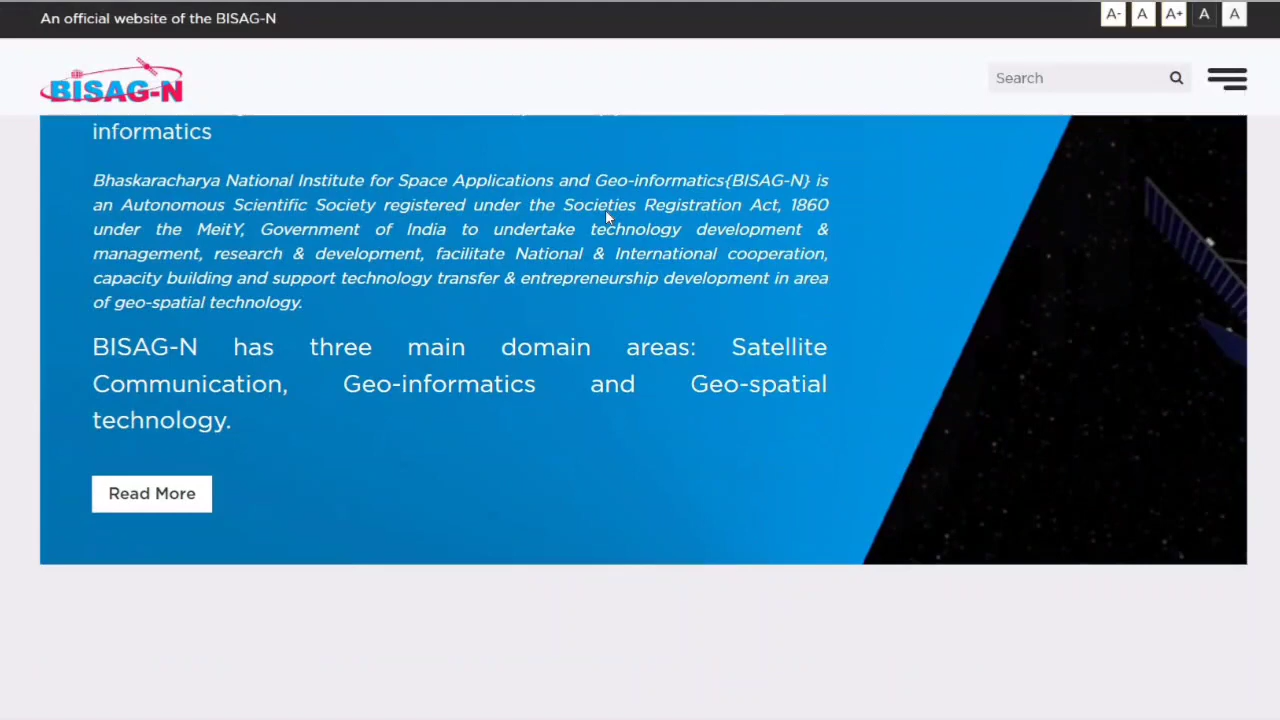 An official website of the BISAG-N
A- A A+ A A
BISAG-N
Search
informatics
Bhaskaracharya National Institute for Space Applications and Geo-informatics{BISAG-N} is
an Autonomous Scientific Society registered under the Societies Registration Act, 1860
under the MeitY, Government of India to undertake technology development &
management, research & development, facilitate National & International cooperation,
capacity building and support technology transfer & entrepreneurship development in area
of geo-spatial technology.
BISAG-N has three main domain areas: Satellite
Communication, Geo-informatics and Geo-spatial
technology.
Read More